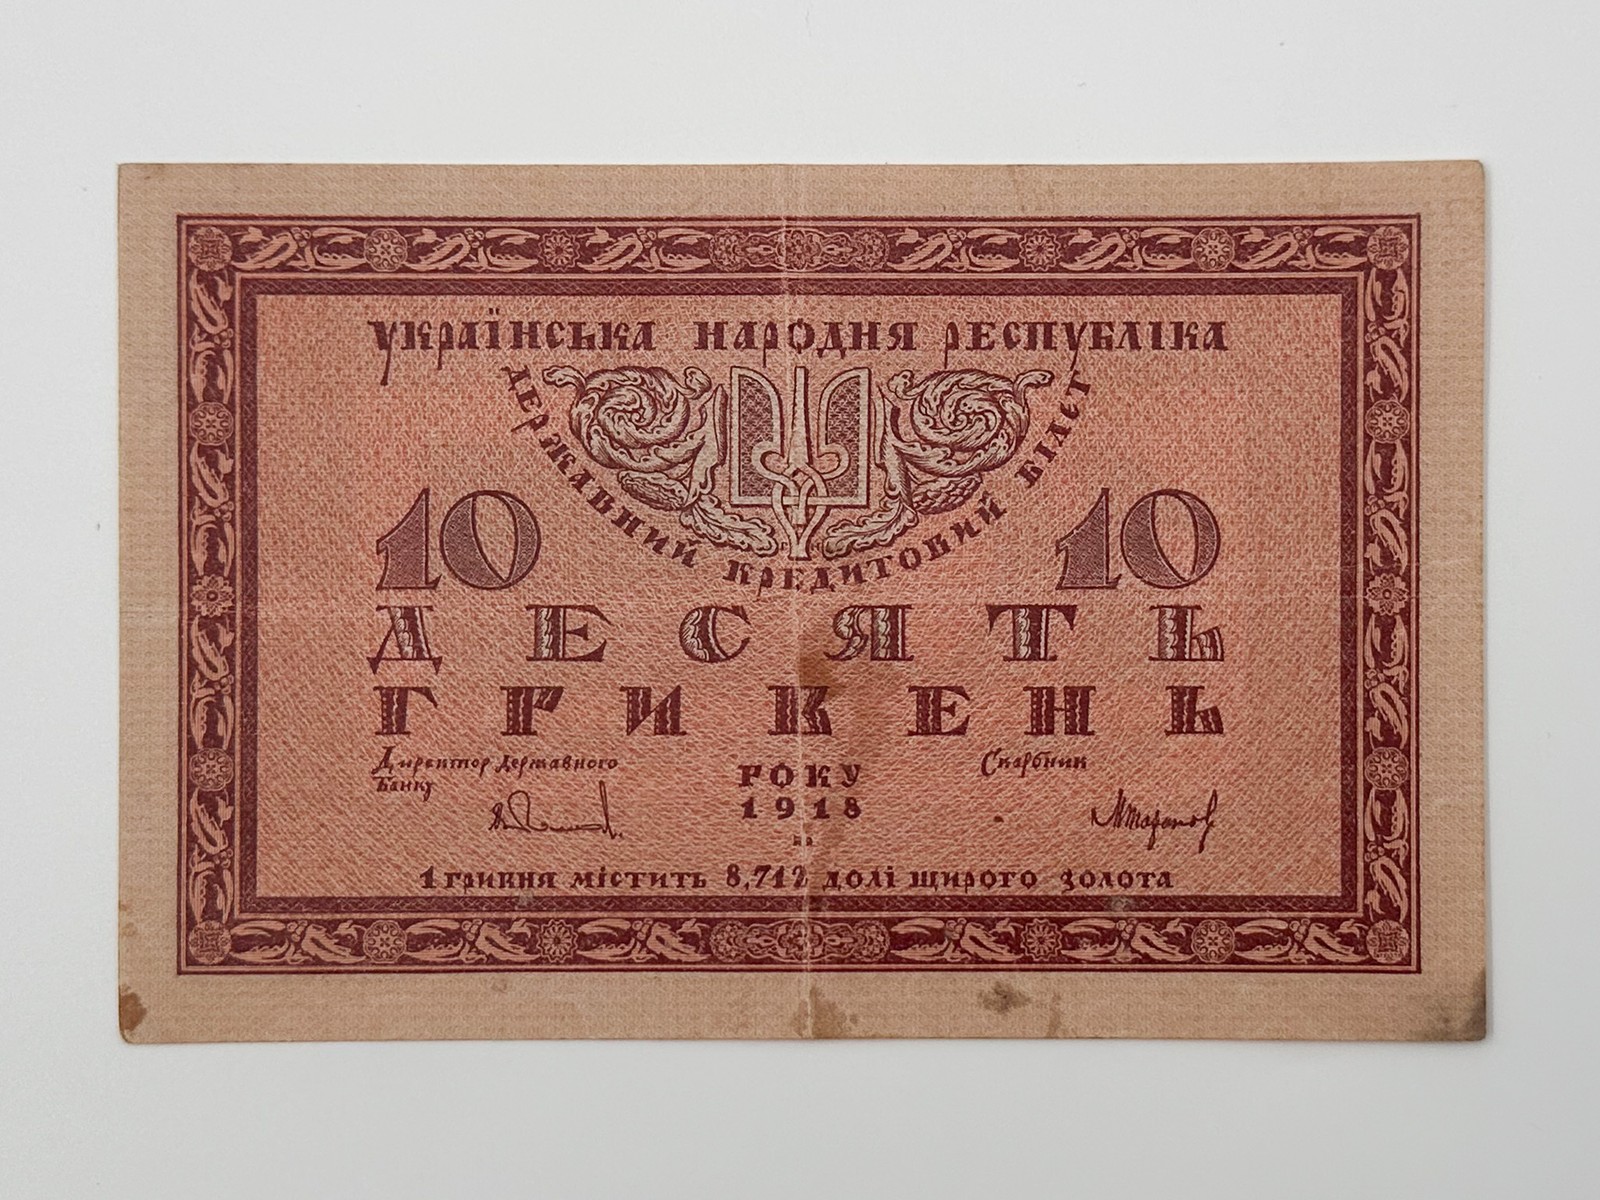 УКРАЇНСЬКА НАРОДНЯ РЕСПУБЛІКА
ДЕРЖАВНИЙ КРЕДИТОВИЙ БІЛЕТ
10 10
ДЕСЯТЬ
ГРИВЕНЬ
Директор Державного Банку
РОКУ
1918
Скарбник
1 гривня містить 8,712 долі щирого золота